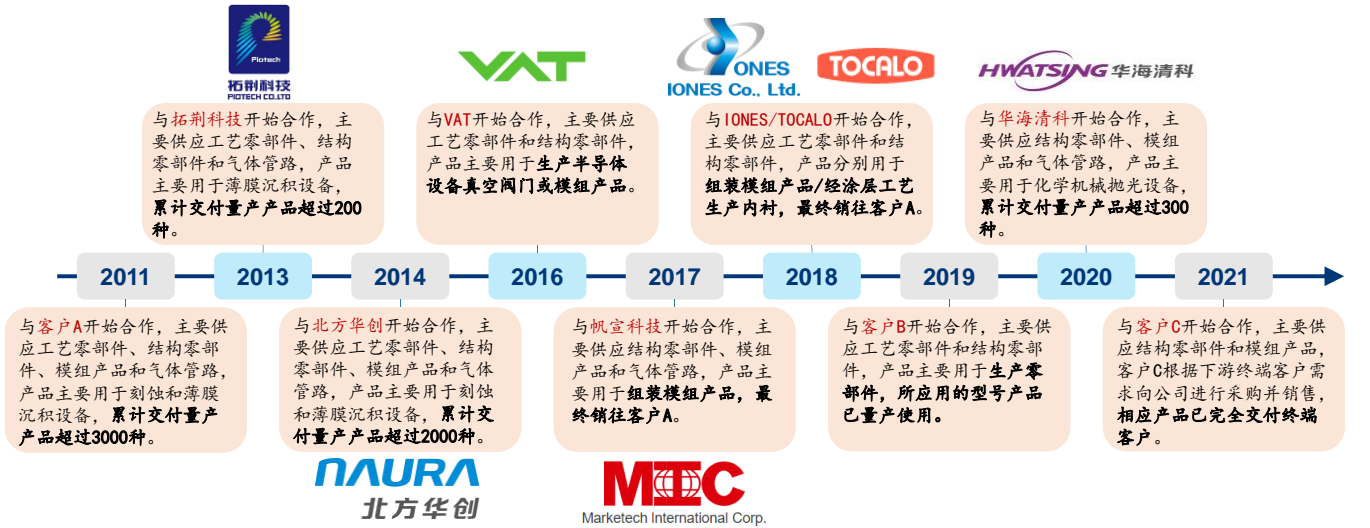 Piotech
拓荆科技
PIOTECH CO.,LTD
VAT
IONES
IONES Co., Ltd.
TOCALO
HWATSING 华海清科
与拓荆科技开始合作，主
要供应工艺零部件、结构
零部件和气体管路，产品
主要用于薄膜沉积设备，
累计交付量产产品超过200
种。
与VAT开始合作，主要供应
工艺零部件和结构零部件，
产品主要用于生产半导体
设备真空阀门或模组产品。
与IONES/TOCALO开始合作，
主要供应工艺零部件和结
构零部件，产品分别用于
组装模组产品/经涂层工艺
生产内衬，最终销往客户A。
与华海清科开始合作，主
要供应结构零部件、模组
产品和气体管路，产品主
要用于化学机械抛光设备，
累计交付量产产品超过300
种。
2011
2013
2014
2016
2017
2018
2019
2020
2021
与客户A开始合作，主要供
应工艺零部件、结构零部
件、模组产品和气体管路，
产品主要用于刻蚀和薄膜
沉积设备，累计交付量产
产品超过3000种。
与北方华创开始合作，主
要供应工艺零部件、结构
零部件、模组产品和气体
管路，产品主要用于刻蚀
和薄膜沉积设备，累计交
付量产产品超过2000种。
与帆宣科技开始合作，主
要供应结构零部件、模组
产品和气体管路，产品主
要用于组装模组产品，最
终销往客户A。
与客户B开始合作，主要供
应工艺零部件和结构零部
件，产品主要用于生产零
部件，所应用的型号产品
已量产使用。
与客户C开始合作，主要供
应结构零部件和模组产品，
客户C根据下游终端客户需
求向公司进行采购并销售，
相应产品已完全交付终端
客户。
NAURA
北方华创
MIC
Marketech International Corp.